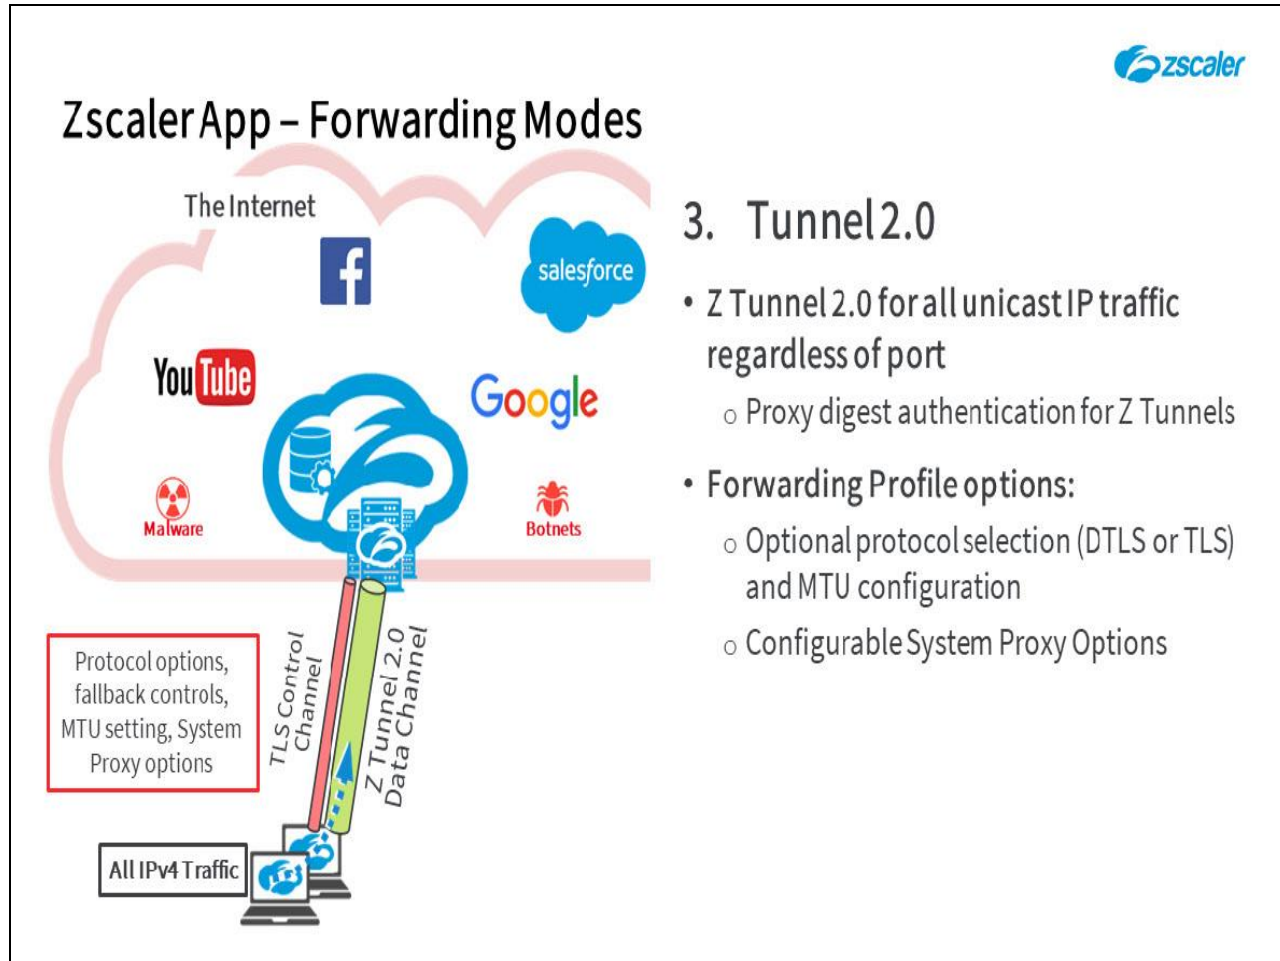 zscaler
Zscaler App – Forwarding Modes
The Internet
f
salesforce
YouTube
Google
Malware
Botnets
Protocol options,
fallback controls,
MTU setting, System
Proxy options
TLS Control
Channel
Z Tunnel 2.0
Data Channel
All IPv4 Traffic
3. Tunnel 2.0
• Z Tunnel 2.0 for all unicast IP traffic
regardless of port
o Proxy digest authentication for Z Tunnels
• Forwarding Profile options:
o Optional protocol selection (DTLS or TLS)
and MTU configuration
o Configurable System Proxy Options